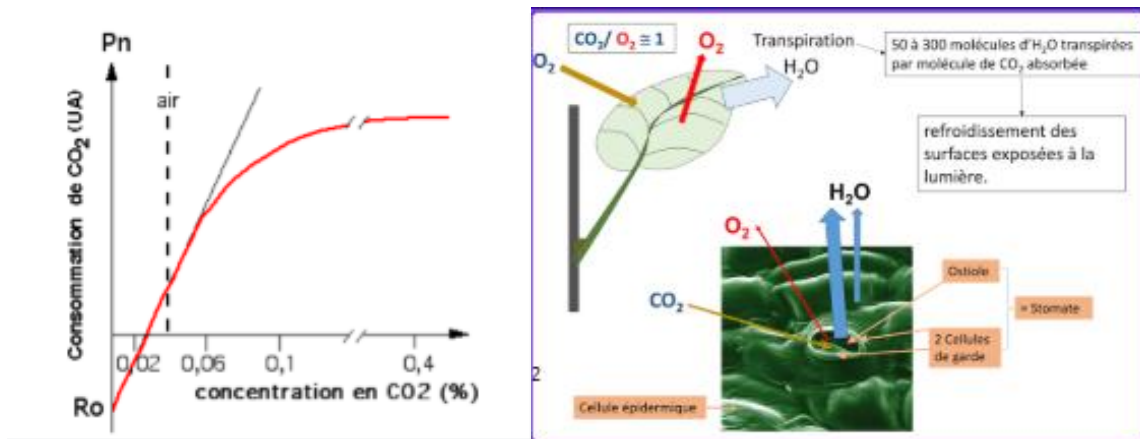 Pn
air
Consommation de CO2 (UA)
0,02
0,06
0,1
0,4
concentration en CO2 (%)
Ro
CO2/ O2 ≅ 1
O2
O2
Transpiration
H2O
50 à 300 molécules d'H2O transpirées
par molécule de CO2 absorbée
refroidissement des
surfaces exposées à la
lumière.
H2O
O2
CO2
Ostiole
= Stomate
2 Cellules
de garde
2
Cellule épidermique